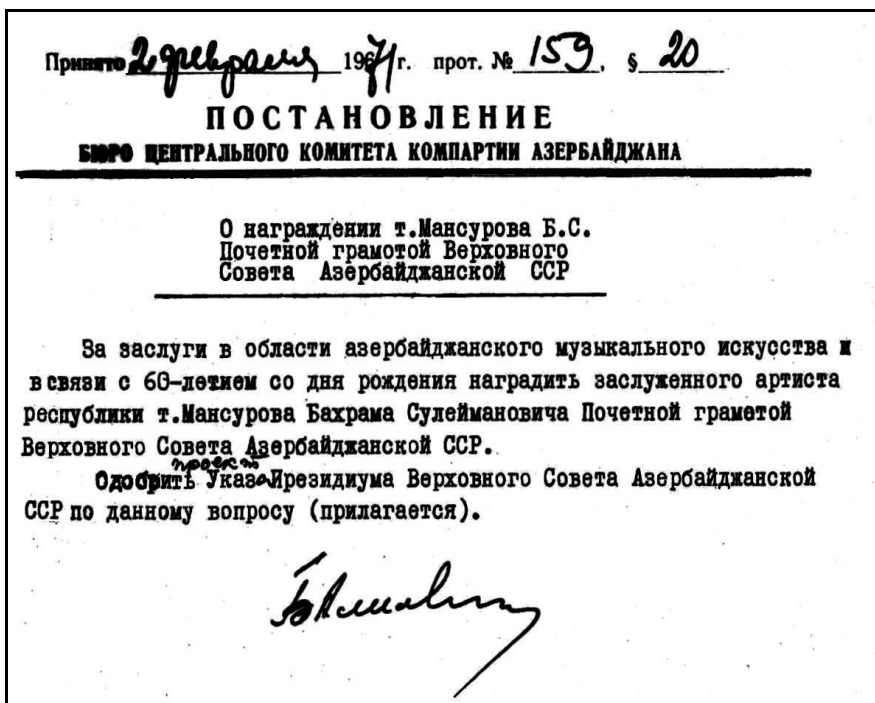 Принято 2 февраля 1971 г. прот. № 159, § 20
ПОСТАНОВЛЕНИЕ
БЮРО ЦЕНТРАЛЬНОГО КОМИТЕТА КОМПАРТИИ АЗЕРБАЙДЖАНА
О награждении т.Мансурова Б.С.
Почетной грамотой Верховного
Совета Азербайджанской ССР
За заслуги в области азербайджанского музыкального искусства и
в связи с 60-летием со дня рождения наградить заслуженного артиста
республики т.Мансурова Бахрама Сулеймановича Почетной грамотой
Верховного Совета Азербайджанской ССР.
проект
Одобрить Указа Президиума Верховного Совета Азербайджанской
ССР по данному вопросу (прилагается).